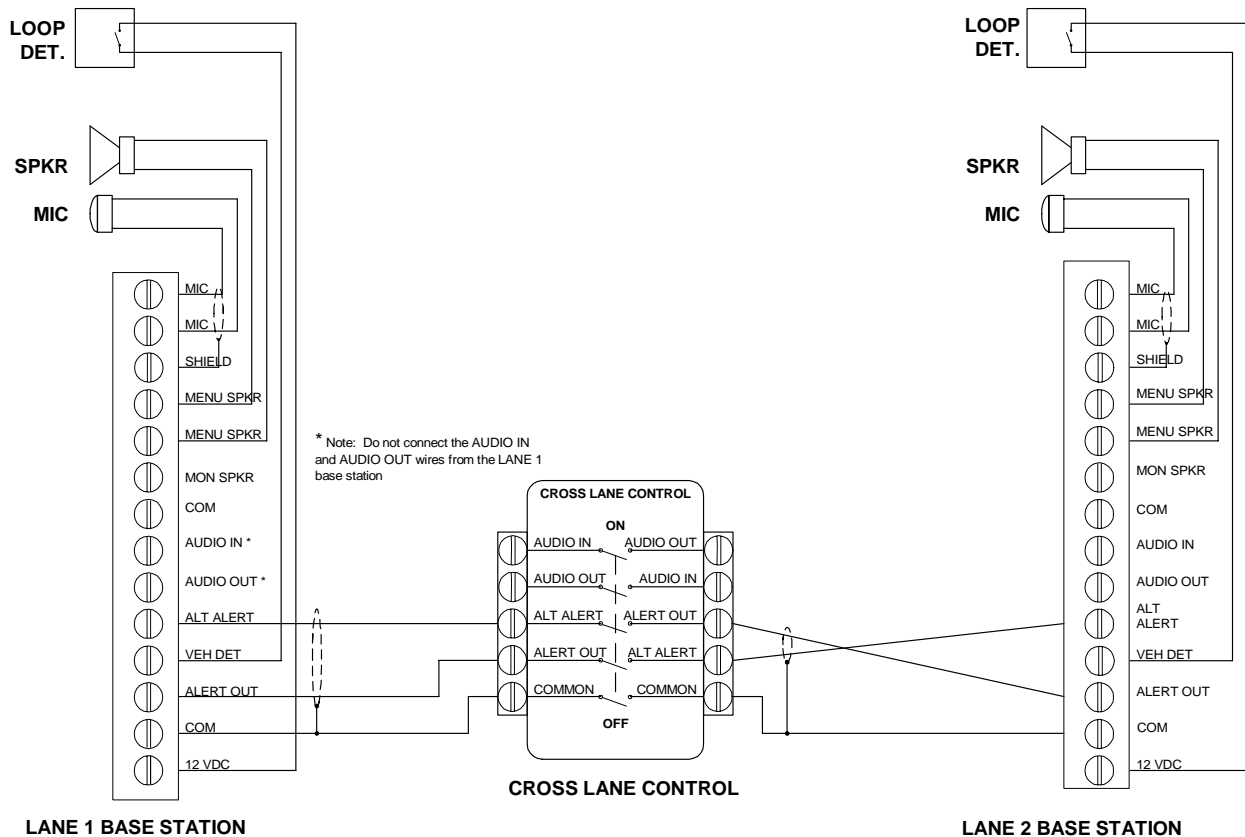 LOOP
DET.
SPKR
MIC
MIC
MIC
SHIELD
MENU SPKR
MENU SPKR
MON SPKR
COM
AUDIO IN *
AUDIO OUT *
ALT ALERT
VEH DET
ALERT OUT
COM
12 VDC
LANE 1 BASE STATION
* Note: Do not connect the AUDIO IN
and AUDIO OUT wires from the LANE 1
base station
CROSS LANE CONTROL
ON
AUDIO IN AUDIO OUT
AUDIO OUT AUDIO IN
ALT ALERT ALERT OUT
ALERT OUT ALT ALERT
COMMON COMMON
OFF
CROSS LANE CONTROL
LOOP
DET.
SPKR
MIC
MIC
MIC
SHIELD
MENU SPKR
MENU SPKR
MON SPKR
COM
AUDIO IN
AUDIO OUT
ALT
ALERT
VEH DET
ALERT OUT
COM
12 VDC
LANE 2 BASE STATION